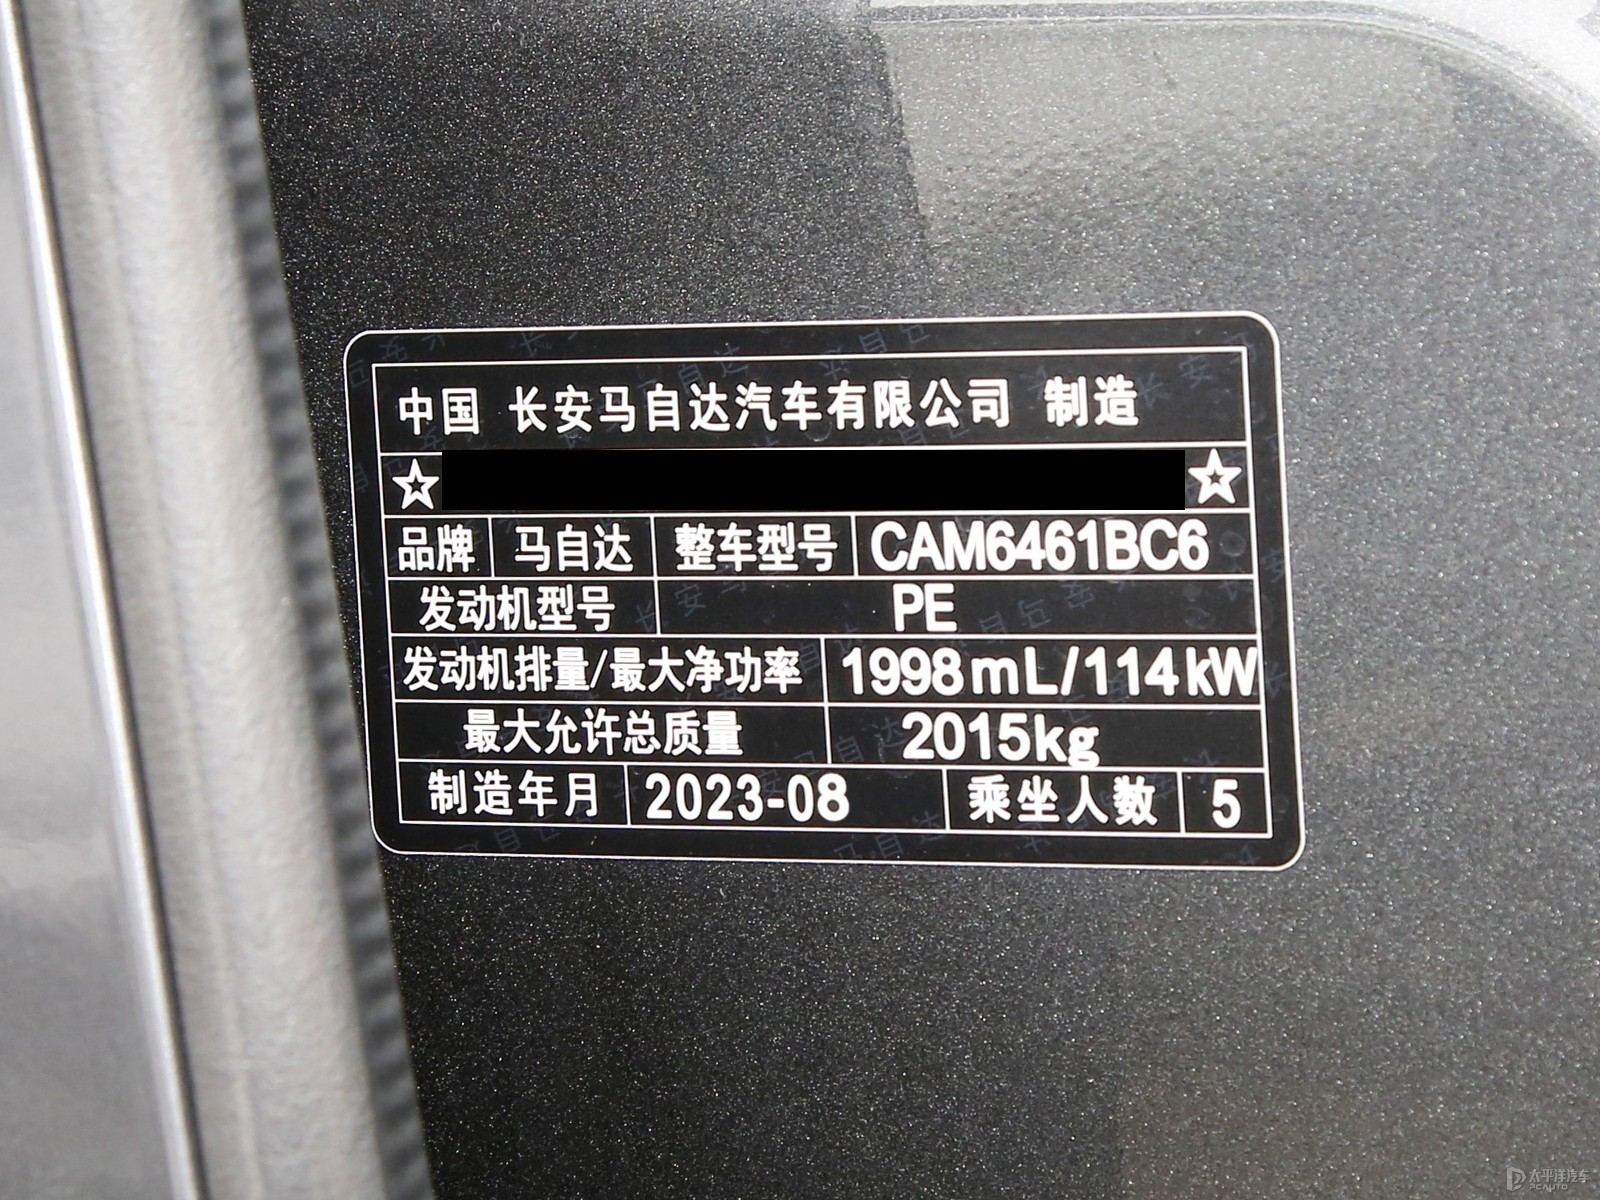 中国 长安马自达汽车有限公司 制造
☆ ☆
品牌 马自达 整车型号 CAM6461BC6
发动机型号 PE
发动机排量/最大净功率 1998mL/114kW
最大允许总质量 2015kg
制造年月 2023-08 乘坐人数 5
太平洋汽车
PCAUTO